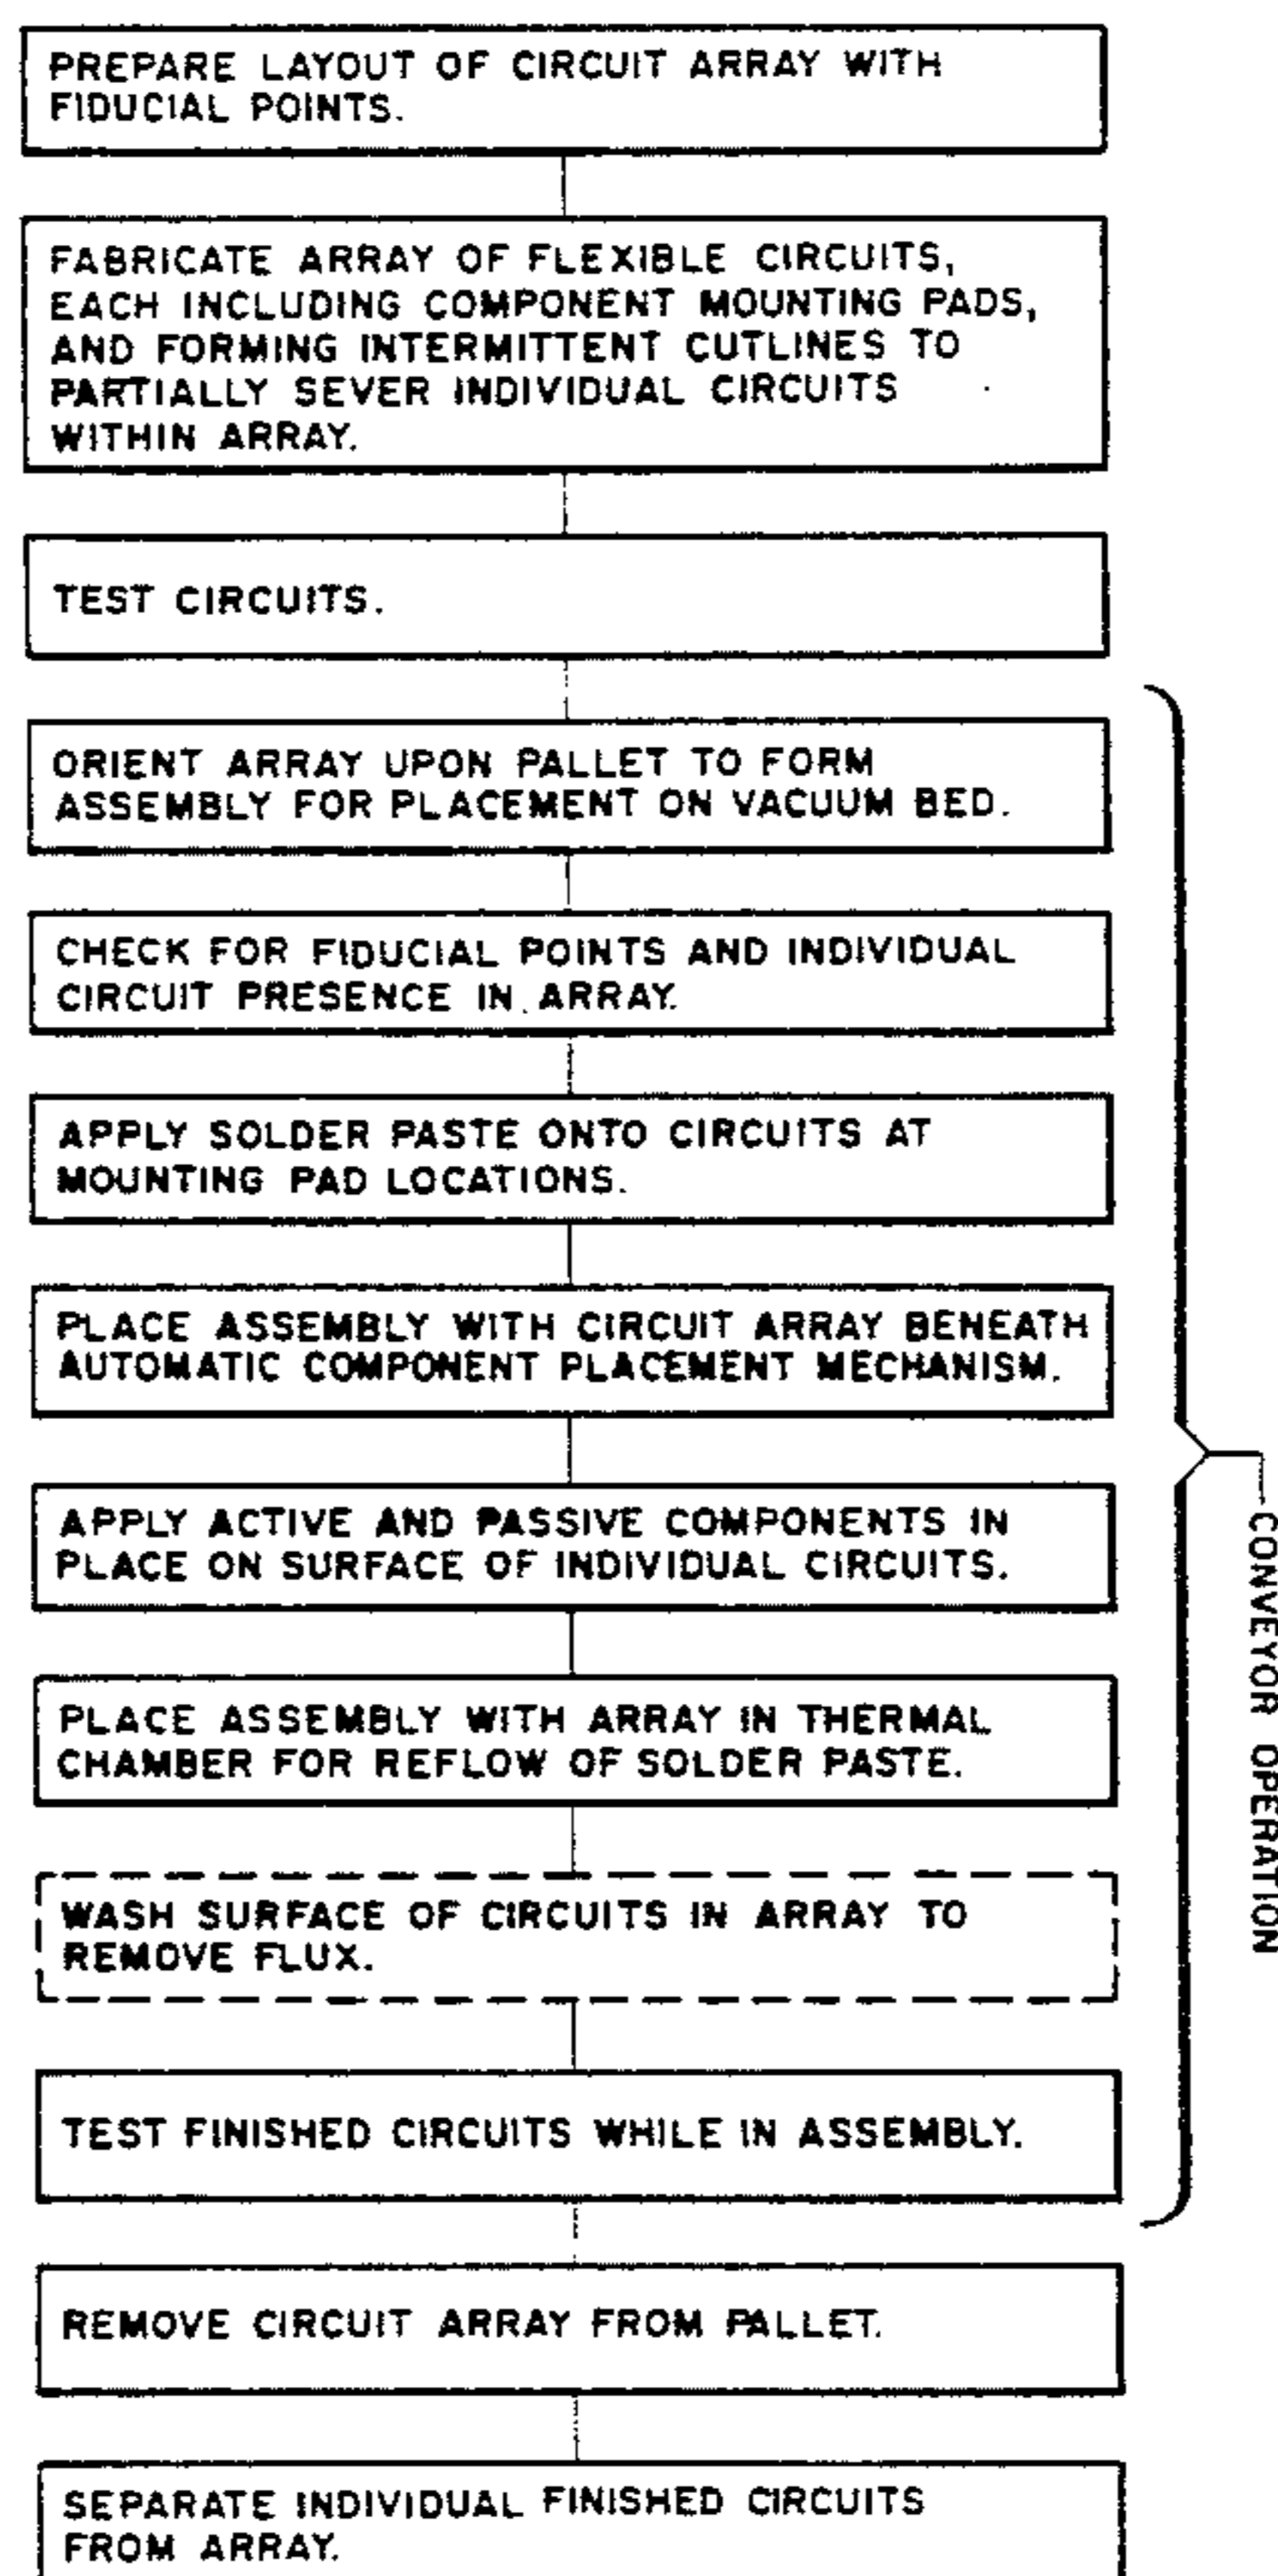 PREPARE LAYOUT OF CIRCUIT ARRAY WITH
FIDUCIAL POINTS.
FABRICATE ARRAY OF FLEXIBLE CIRCUITS,
EACH INCLUDING COMPONENT MOUNTING PADS,
AND FORMING INTERMITTENT CUTLINES TO
PARTIALLY SEVER INDIVIDUAL CIRCUITS
WITHIN ARRAY.
TEST CIRCUITS.
ORIENT ARRAY UPON PALLET TO FORM
ASSEMBLY FOR PLACEMENT ON VACUUM BED.
CHECK FOR FIDUCIAL POINTS AND INDIVIDUAL
CIRCUIT PRESENCE IN ARRAY.
APPLY SOLDER PASTE ONTO CIRCUITS AT
MOUNTING PAD LOCATIONS.
PLACE ASSEMBLY WITH CIRCUIT ARRAY BENEATH
AUTOMATIC COMPONENT PLACEMENT MECHANISM.
APPLY ACTIVE AND PASSIVE COMPONENTS IN
PLACE ON SURFACE OF INDIVIDUAL CIRCUITS.
PLACE ASSEMBLY WITH ARRAY IN THERMAL
CHAMBER FOR REFLOW OF SOLDER PASTE.
WASH SURFACE OF CIRCUITS IN ARRAY TO
REMOVE FLUX.
TEST FINISHED CIRCUITS WHILE IN ASSEMBLY.
REMOVE CIRCUIT ARRAY FROM PALLET.
SEPARATE INDIVIDUAL FINISHED CIRCUITS
FROM ARRAY.
CONVEYOR OPERATION